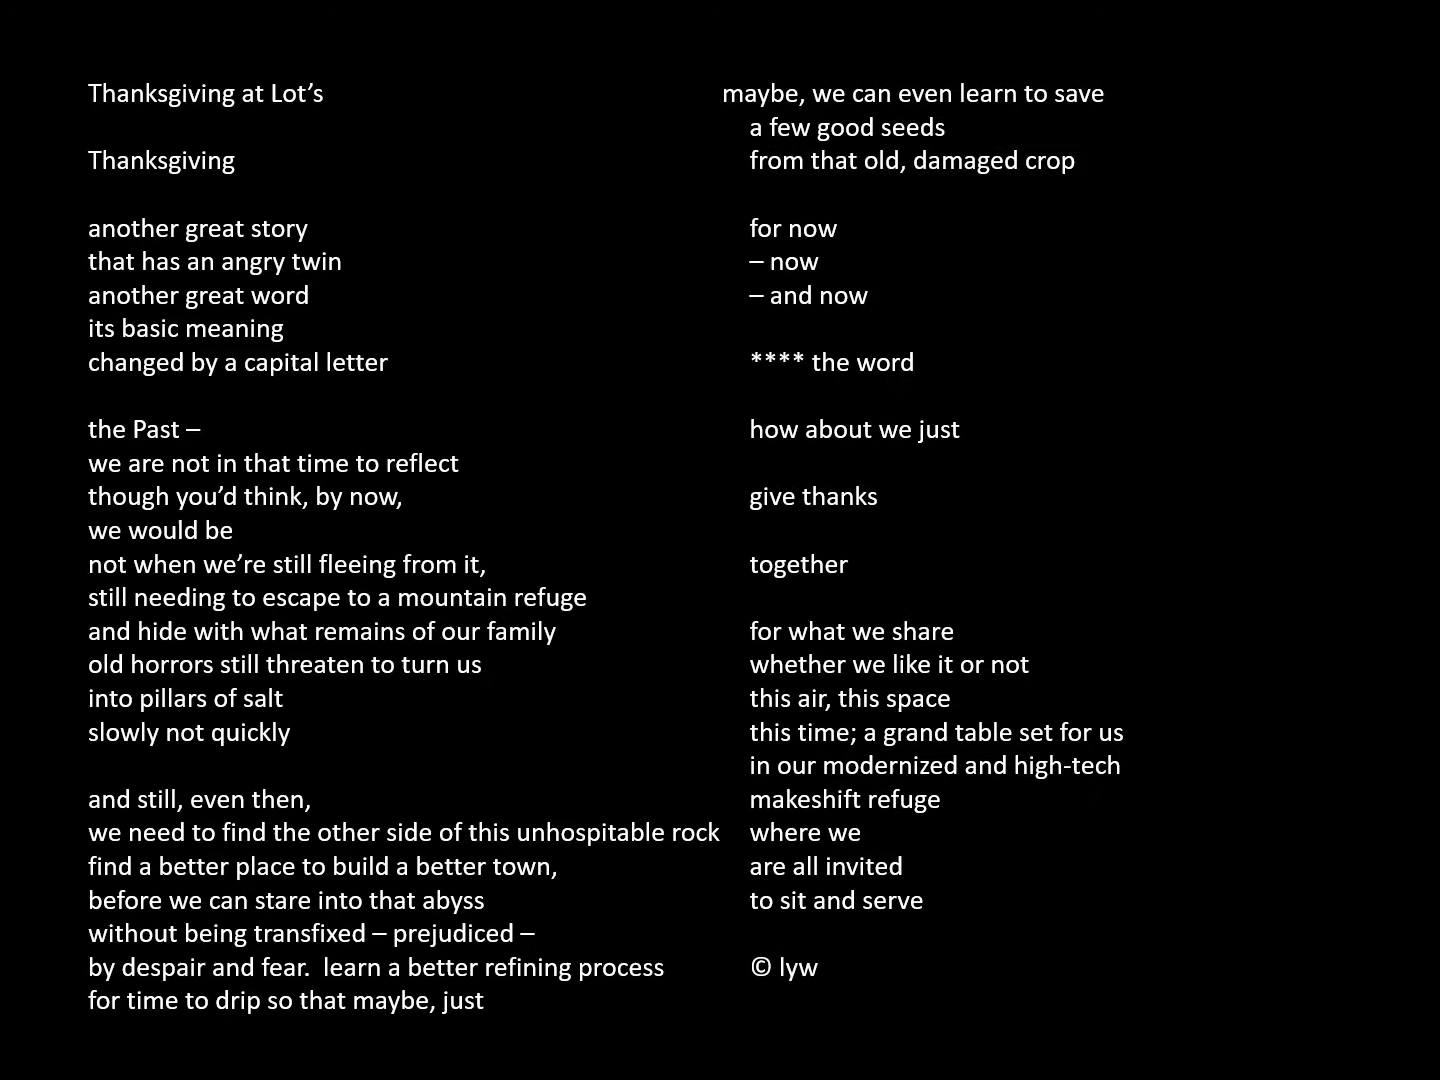 Thanksgiving at Lot’s
Thanksgiving
another great story
that has an angry twin
another great word
its basic meaning
changed by a capital letter
the Past –
we are not in that time to reflect
though you’d think, by now,
we would be
not when we’re still fleeing from it,
still needing to escape to a mountain refuge
and hide with what remains of our family
old horrors still threaten to turn us
into pillars of salt
slowly not quickly
and still, even then,
we need to find the other side of this unhospitable rock
find a better place to build a better town,
before we can stare into that abyss
without being transfixed – prejudiced –
by despair and fear.  learn a better refining process
for time to drip so that maybe, just
maybe, we can even learn to save
a few good seeds
from that old, damaged crop
for now
– now
– and now
**** the word
how about we just
give thanks
together
for what we share
whether we like it or not
this air, this space
this time; a grand table set for us
in our modernized and high-tech
makeshift refuge
where we
are all invited
to sit and serve
© lyw